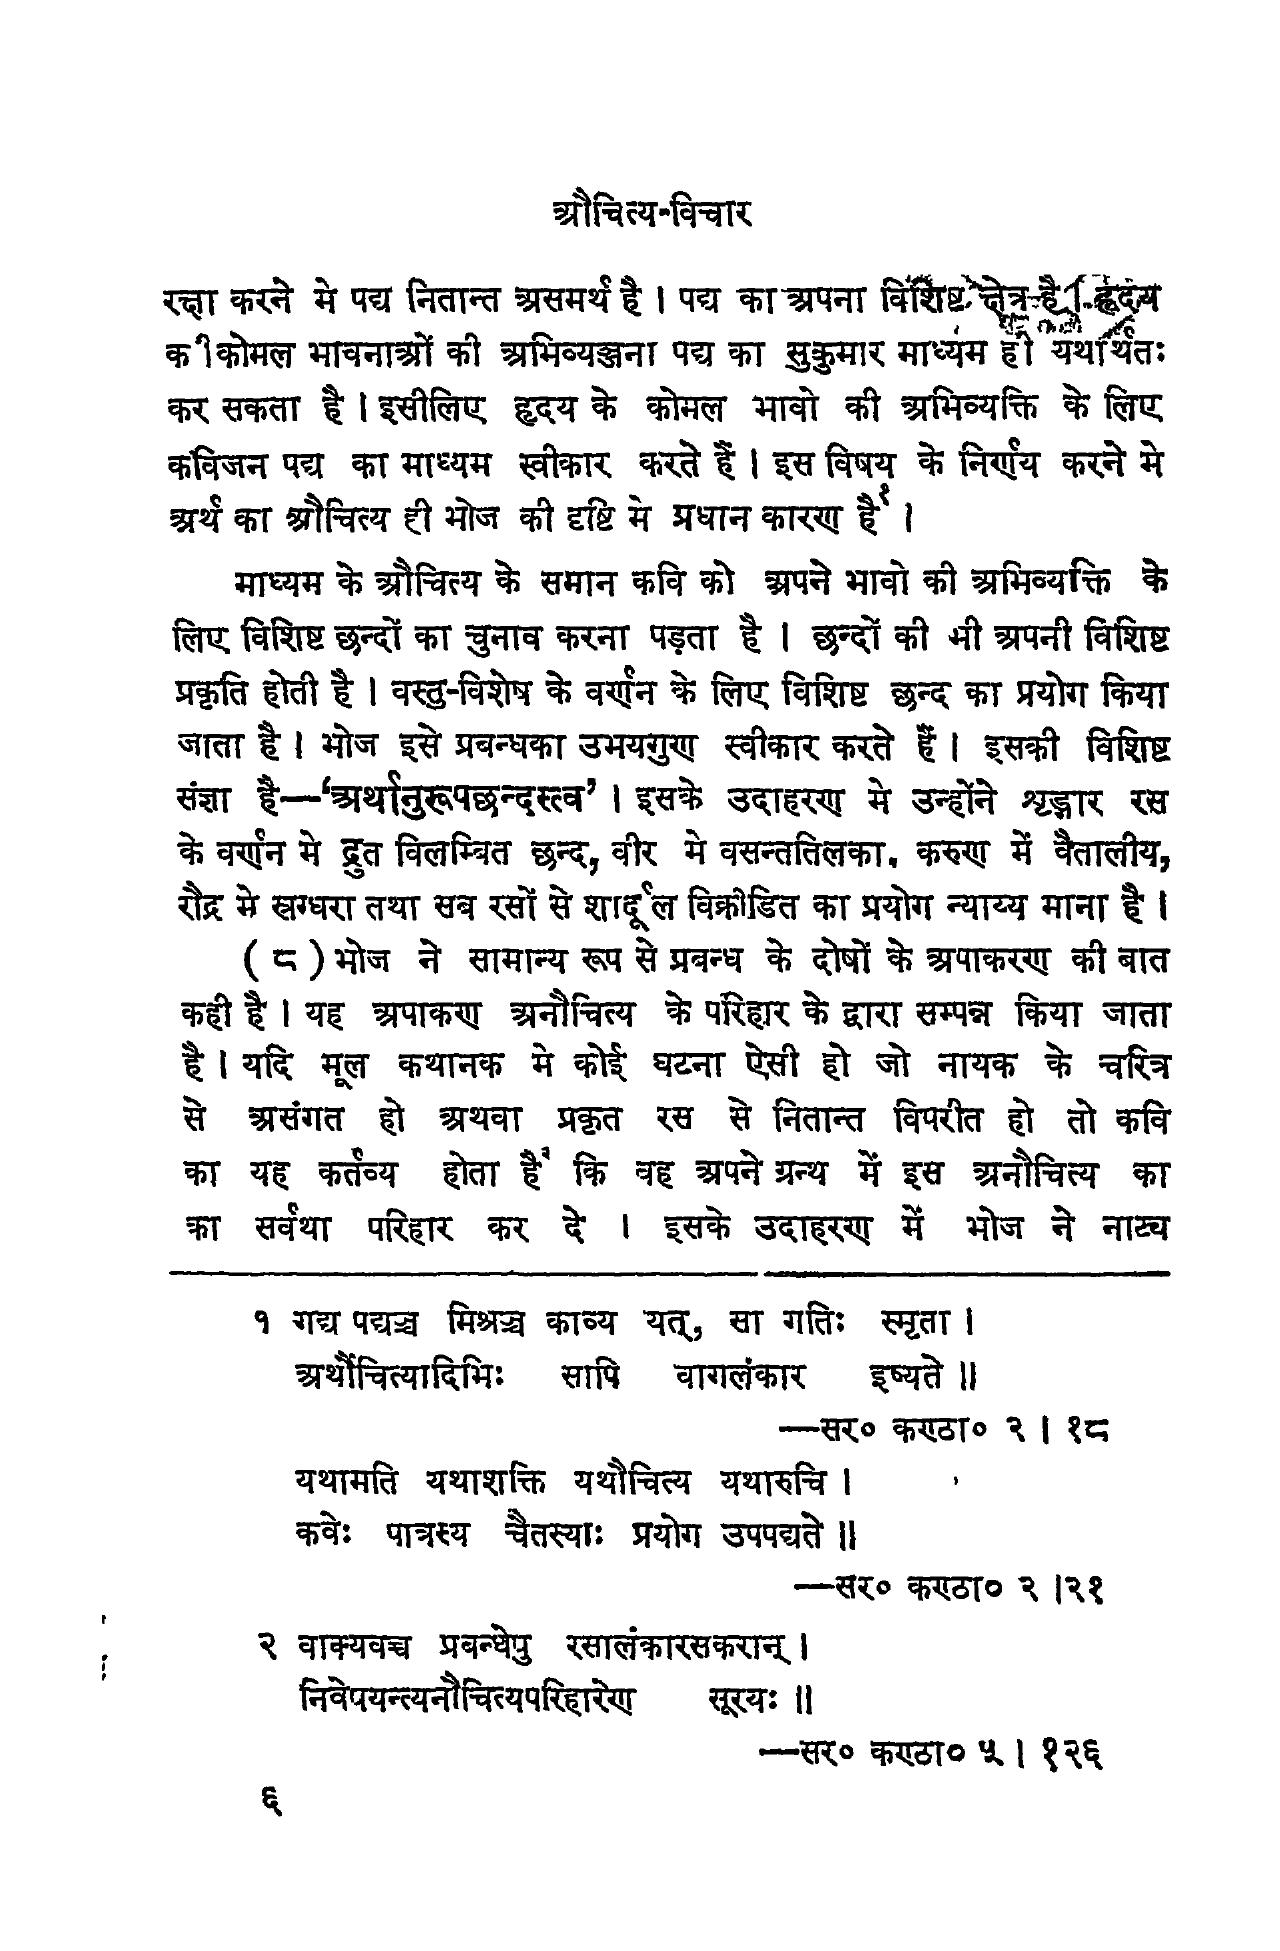 औचित्य-विचार
रक्षा करने मे पद्य नितान्त असमर्थ है । पद्य का अपना विशिष्ट क्षेत्र है । हृदय
की कोमल भावनाओं की अभिव्यञ्जना पद्य का सुकुमार माध्यम ही यथार्थतः
कर सकता है । इसीलिए हृदय के कोमल भावो की अभिव्यक्ति के लिए
कविजन पद्य का माध्यम स्वीकार करते हैं । इस विषय के निर्णय करने मे
अर्थ का औचित्य ही भोज की दृष्टि मे प्रधान कारण है१ ।
माध्यम के औचित्य के समान कवि को अपने भावो की अभिव्यक्ति के
लिए विशिष्ट छन्दों का चुनाव करना पड़ता है । छन्दों की भी अपनी विशिष्ट
प्रकृति होती है । वस्तु-विशेष के वर्णन के लिए विशिष्ट छन्द का प्रयोग किया
जाता है । भोज इसे प्रबन्धका उभयगुण स्वीकार करते हैं । इसकी विशिष्ट
संज्ञा है—‘अर्थानुरूपछन्दस्त्व’ । इसके उदाहरण मे उन्होंने शृङ्गार रस
के वर्णन मे द्रुत विलम्बित छन्द, वीर मे वसन्ततिलका. करुण में वैतालीय,
रौद्र मे स्रग्धरा तथा सब रसों से शार्दूल विक्रीडित का प्रयोग न्याय्य माना है ।
( ८ ) भोज ने सामान्य रूप से प्रबन्ध के दोषों के अपाकरण की बात
कही है । यह अपाकण अनौचित्य के परिहार के द्वारा सम्पन्न किया जाता
है । यदि मूल कथानक मे कोई घटना ऐसी हो जो नायक के चरित्र
से असंगत हो अथवा प्रकृत रस से नितान्त विपरीत हो तो कवि
का यह कर्तव्य होता है२ कि वह अपने ग्रन्थ में इस अनौचित्य का
का सर्वथा परिहार कर दे । इसके उदाहरण में भोज ने नाट्य
१ गद्य पद्यञ्च मिश्रञ्च काव्य यत्, सा गतिः स्मृता ।
अर्थौचित्यादिभिः सापि वागलंकार इष्यते ॥
—सर० कण्ठा० २ । १८
यथामति यथाशक्ति यथौचित्य यथारुचि ।
कवेः पात्रस्य चैतस्याः प्रयोग उपपद्यते ॥
—सर० कण्ठा० २ ।२१
२ वाक्यवच्च प्रबन्धेपु रसालंकारसकरान् ।
निवेपयन्त्यनौचित्यपरिहारेण सूरयः ॥
—सर० कण्ठा० ५ । १२६
६